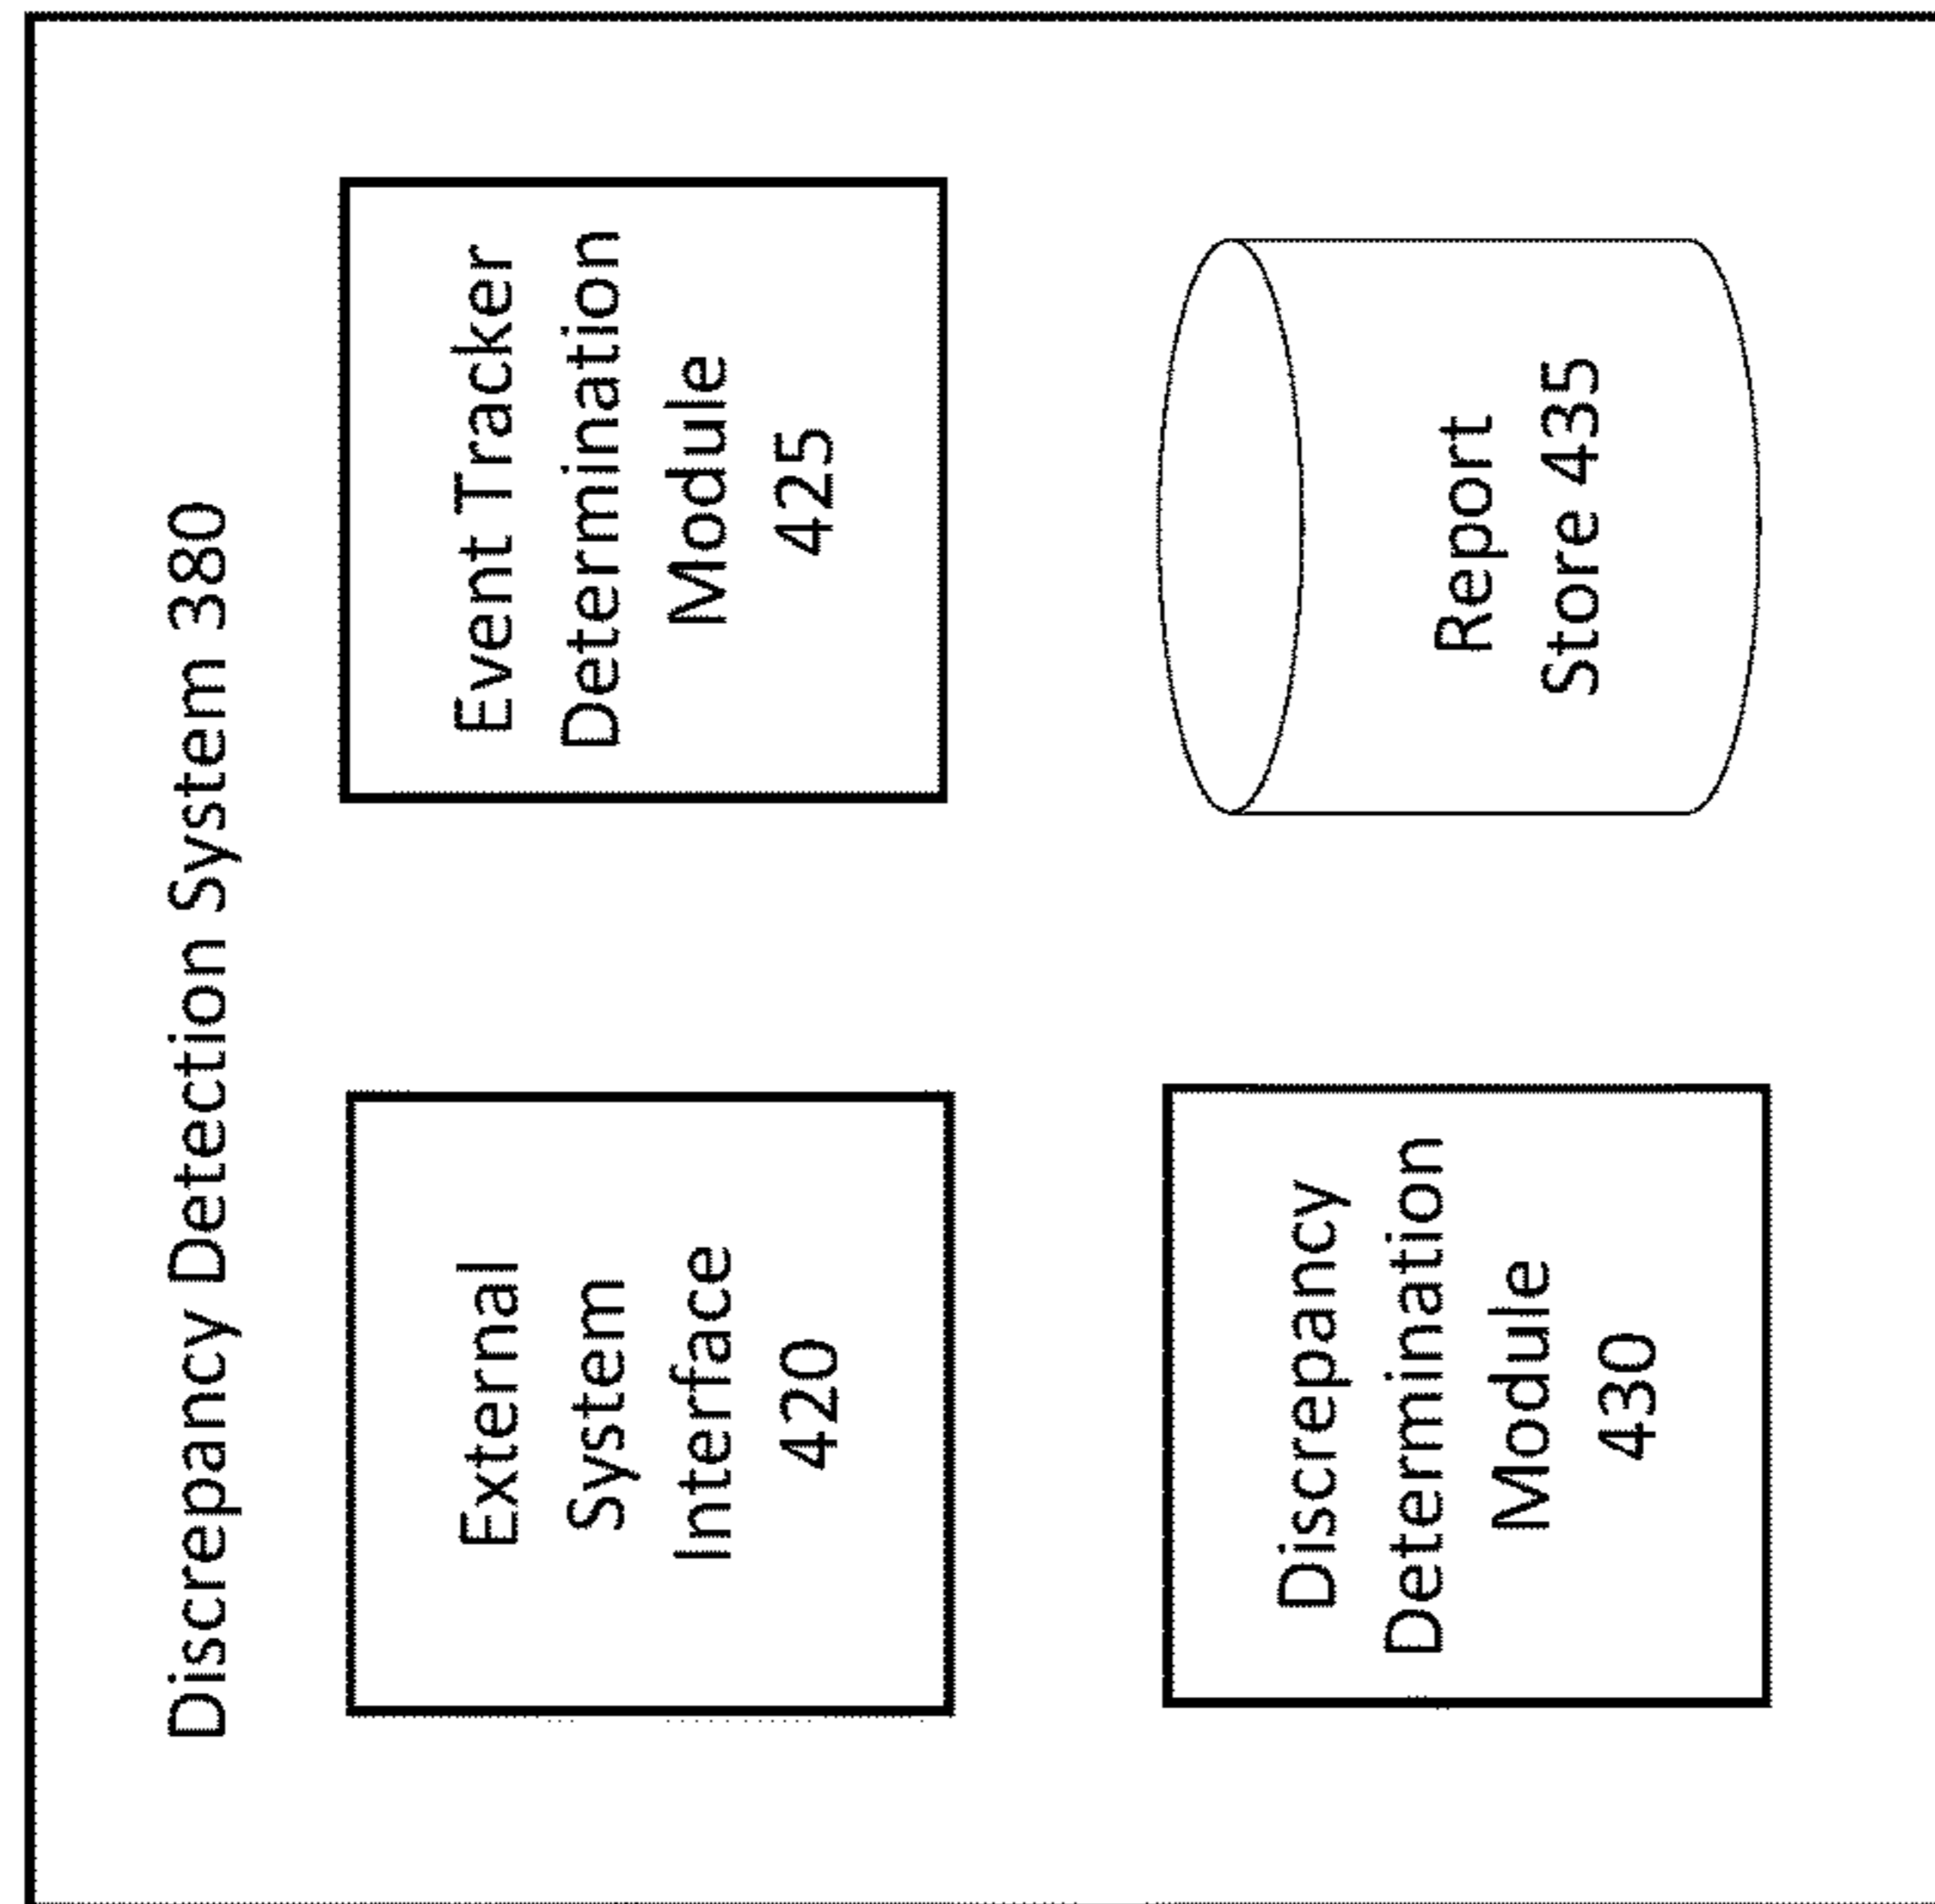 Discrepancy Detection System 380
External
System
Interface
420
Event Tracker
Determination
Module
425
Discrepancy
Determination
Module
430
Report
Store 435